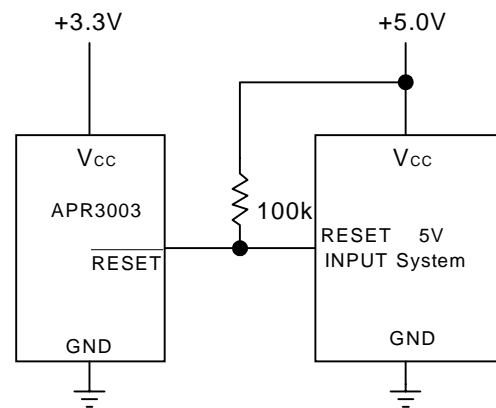 +3.3V +5.0V
VCC VCC
APR3003
100k
RESET 5V
RESET INPUT System
GND
GND